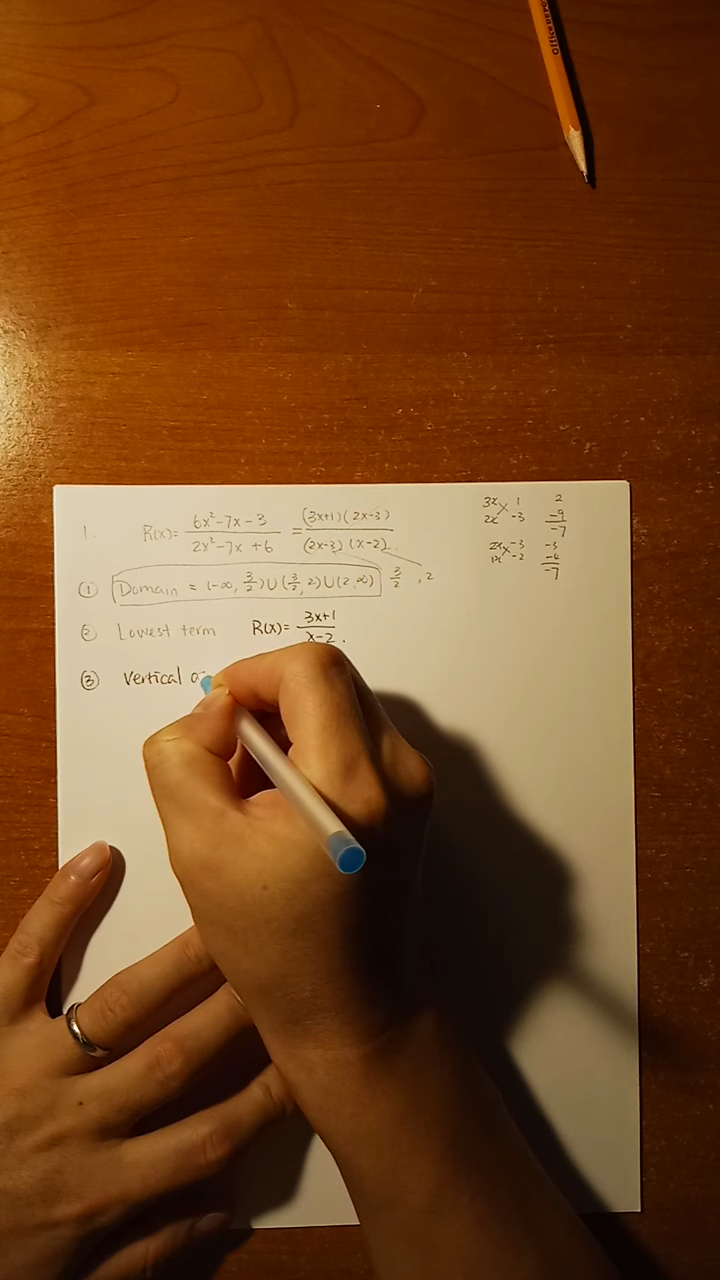 1. R(x)= 6x²-7x-3 / 2x²-7x+6 = (3x+1)(2x-3) / (2x-3)(x-2)
① Domain = (-∞, 3/2)∪(3/2, 2)∪(2, ∞) 3/2 , 2
② Lowest term R(x)= 3x+1 / x-2 .
③ Vertical a
3x 1 2
2x -3 -9
-7
2x -3 -3
1x -2 -4
-7